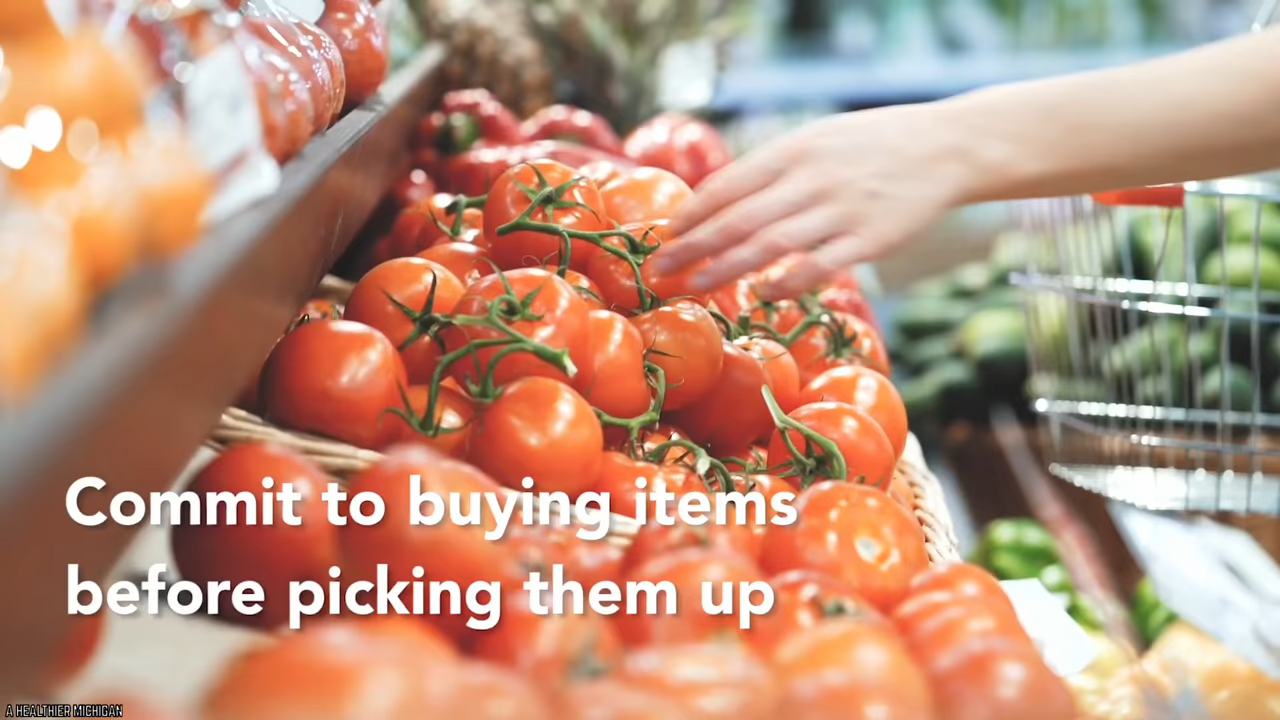 Commit to buying items
before picking them up
A HEALTHIER MICHIGAN